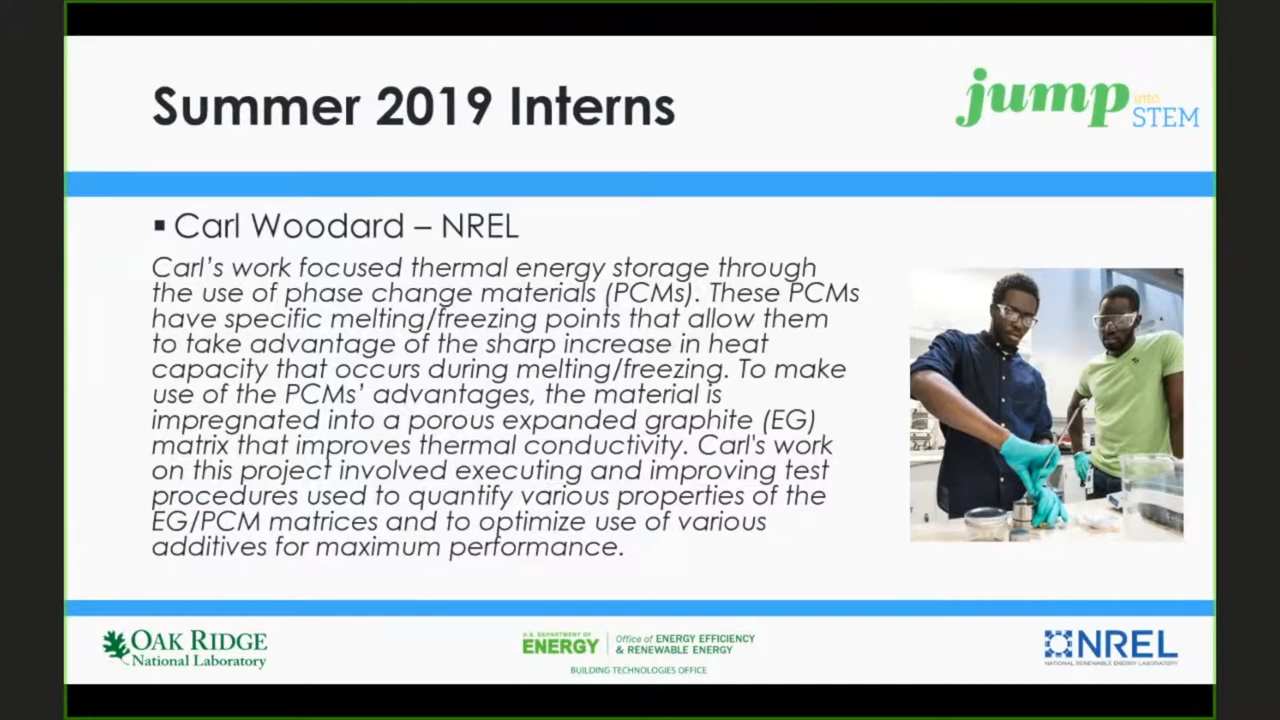 Summer 2019 Interns
jump into STEM
▪ Carl Woodard – NREL
Carl's work focused thermal energy storage through
the use of phase change materials (PCMs). These PCMs
have specific melting/freezing points that allow them
to take advantage of the sharp increase in heat
capacity that occurs during melting/freezing. To make
use of the PCMs' advantages, the material is
impregnated into a porous expanded graphite (EG)
matrix that improves thermal conductivity. Carl's work
on this project involved executing and improving test
procedures used to quantify various properties of the
EG/PCM matrices and to optimize use of various
additives for maximum performance.
OAK RIDGE
National Laboratory
U.S. DEPARTMENT OF
ENERGY
Office of ENERGY EFFICIENCY
& RENEWABLE ENERGY
BUILDING TECHNOLOGIES OFFICE
NREL
NATIONAL RENEWABLE ENERGY LABORATORY